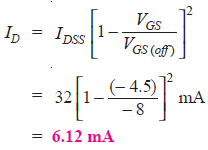 I_D = I_DSS [1 - V_GS / V_GS (off)]^2
= 32 [1 - (- 4.5) / - 8]^2 mA
= 6.12 mA